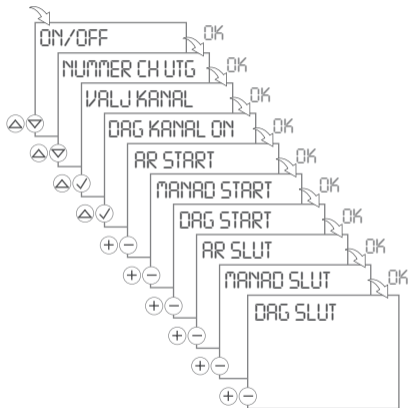 ON/OFF
OK
NUMMER CH UTG
OK
VALJ KANAL
OK
DAG KANAL ON
OK
AR START
OK
MANAD START
OK
DAG START
OK
AR SLUT
OK
MANAD SLUT
OK
DAG SLUT